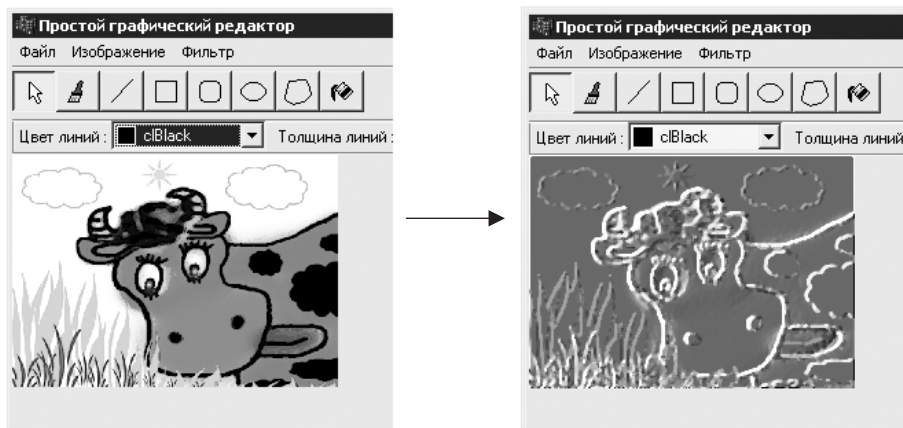 Простой графический редактор
Файл Изображение Фильтр
Цвет линий : clBlack Толщина линий :
Простой графический редактор
Файл Изображение Фильтр
Цвет линий : clBlack Толщина линий